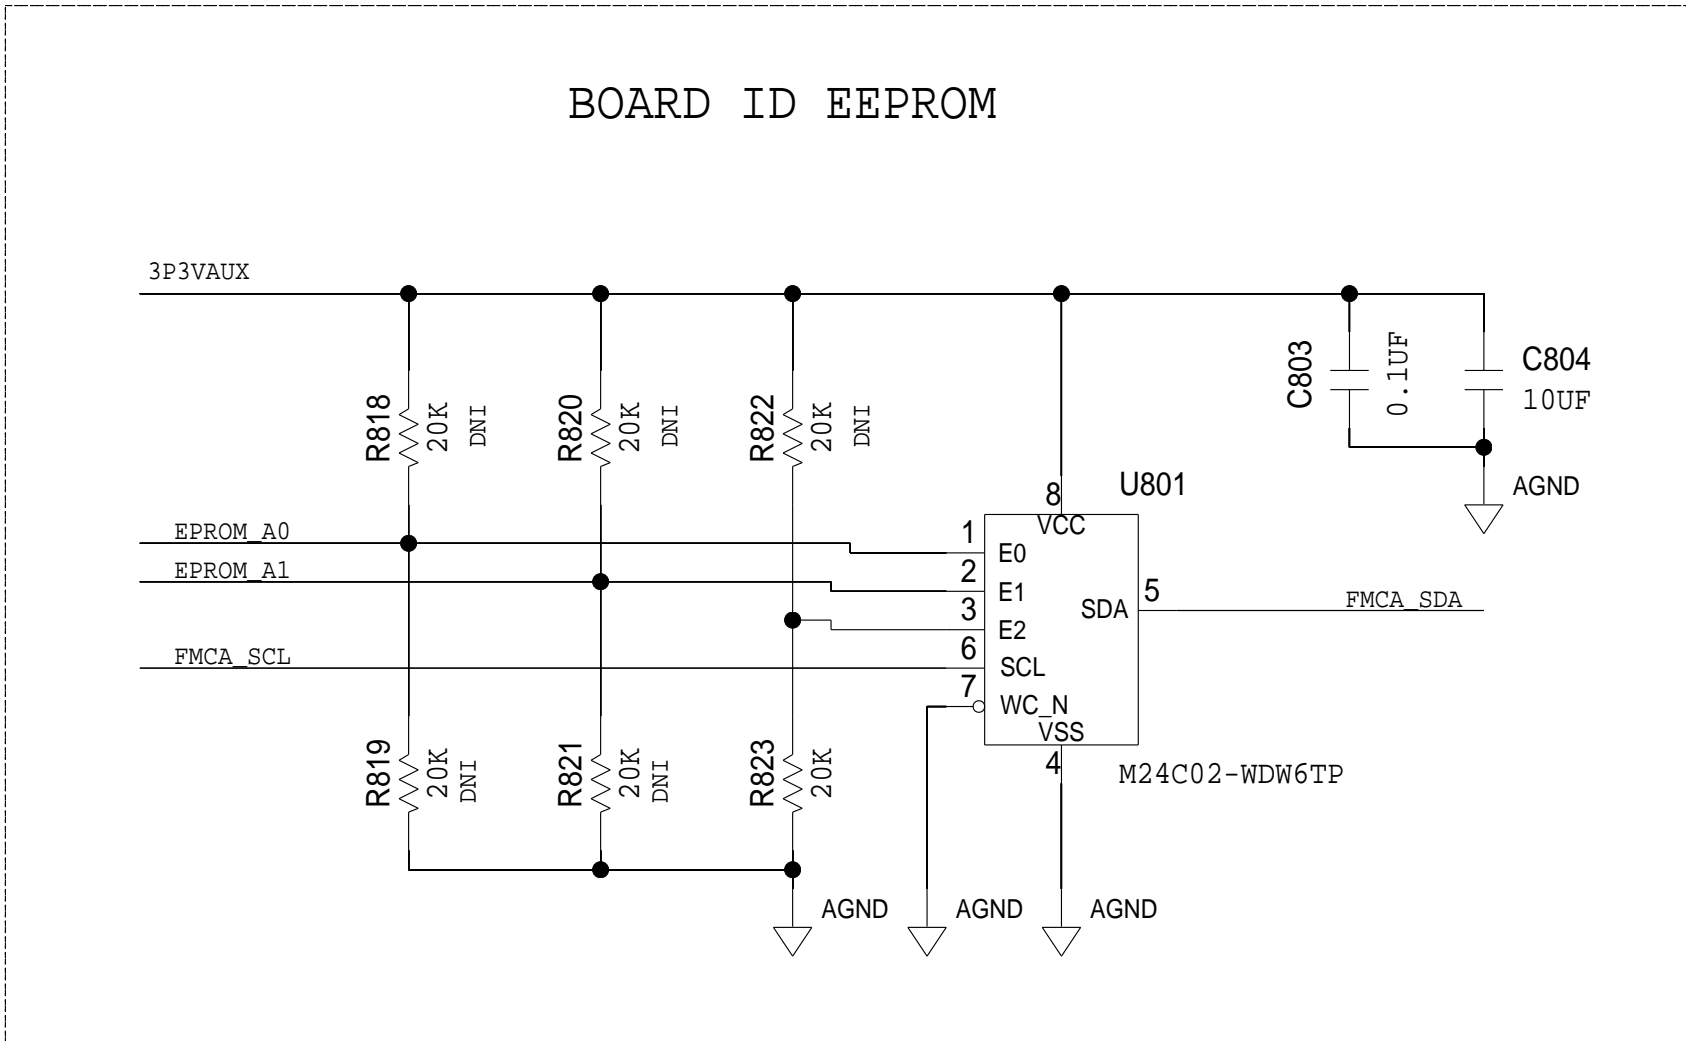 BOARD ID EEPROM
3P3VAUX
R818
20K
DNI
R820
20K
DNI
R822
20K
DNI
C803
0.1UF
C804
10UF
AGND
EPROM_A0
EPROM_A1
FMCA_SCL
1
2
3
6
7
8
VCC
U801
E0
E1
E2
SCL
WC_N
VSS
4
SDA
5
FMCA_SDA
M24C02-WDW6TP
R819
20K
DNI
R821
20K
DNI
R823
20K
AGND
AGND
AGND